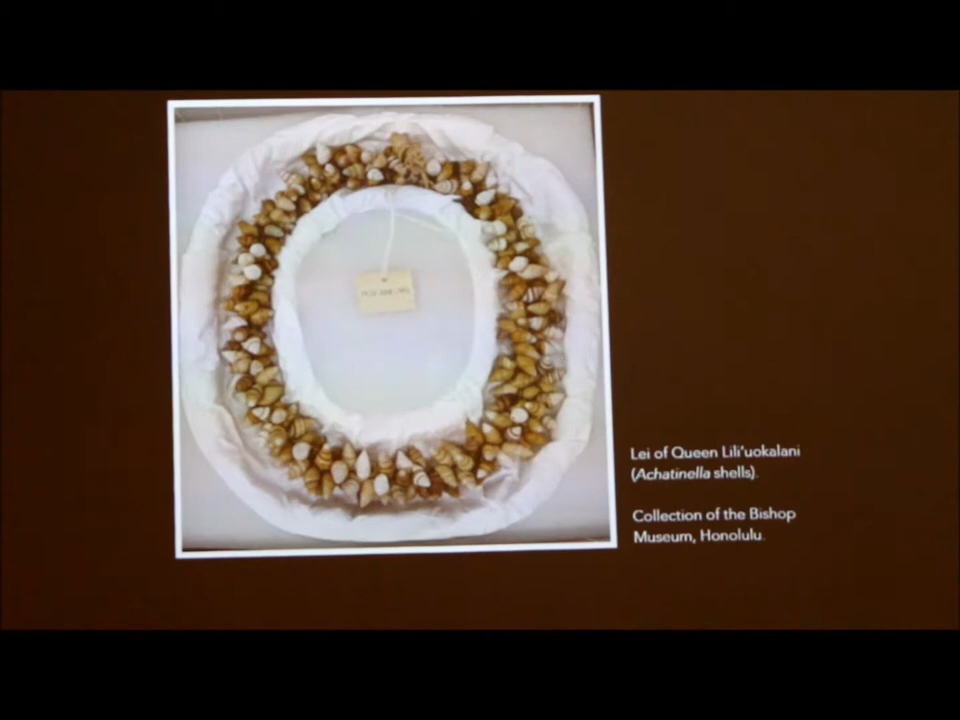 Lei of Queen Lili'uokalani
(Achatinella shells).
Collection of the Bishop
Museum, Honolulu.